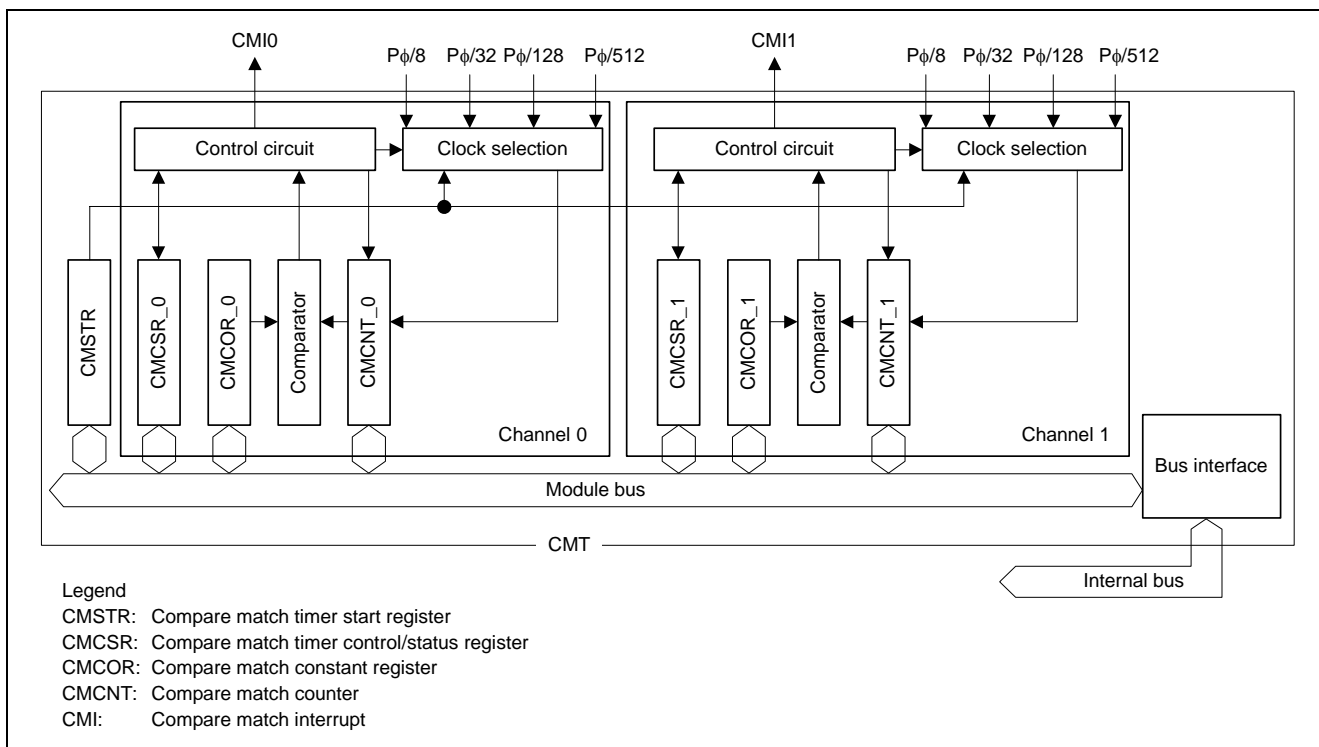 CMI0
Pϕ/8 Pϕ/32 Pϕ/128 Pϕ/512
CMI1
Pϕ/8 Pϕ/32 Pϕ/128 Pϕ/512
Control circuit
Clock selection
Control circuit
Clock selection
CMSTR
CMCSR_0
CMCOR_0
Comparator
CMCNT_0
CMCSR_1
CMCOR_1
Comparator
CMCNT_1
Channel 0
Channel 1
Bus interface
Module bus
CMT
Internal bus
Legend
CMSTR: Compare match timer start register
CMCSR: Compare match timer control/status register
CMCOR: Compare match constant register
CMCNT: Compare match counter
CMI: Compare match interrupt